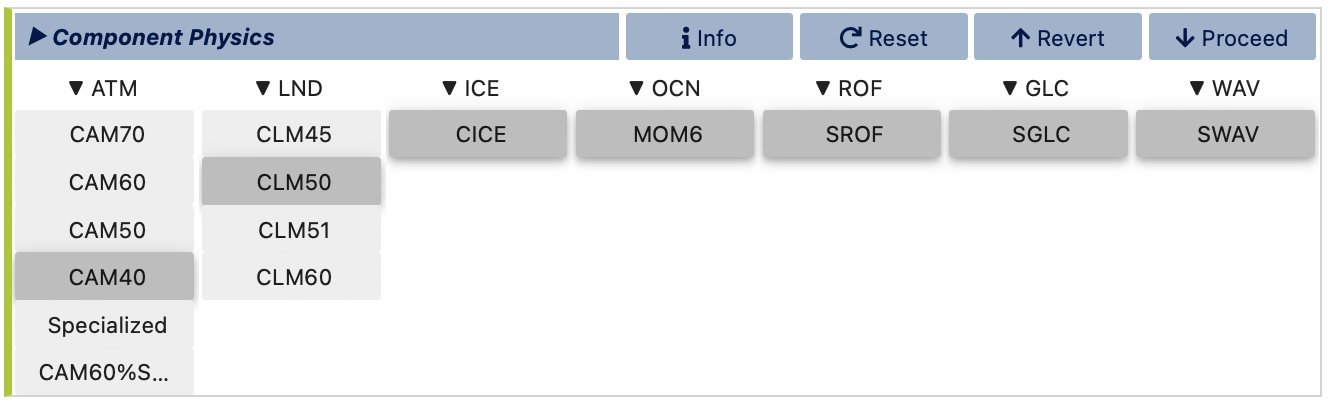 ▶ Component Physics Info Reset Revert Proceed
▼ ATM ▼ LND ▼ ICE ▼ OCN ▼ ROF ▼ GLC ▼ WAV
CAM70 CLM45 CICE MOM6 SROF SGLC SWAV
CAM60 CLM50
CAM50 CLM51
CAM40 CLM60
Specialized
CAM60%S...